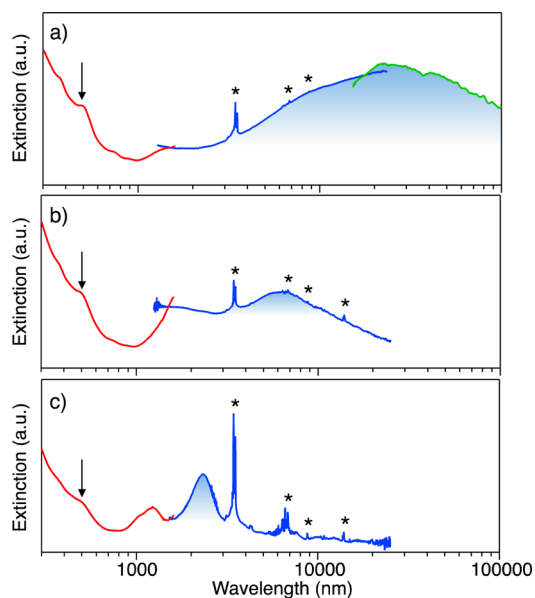 a)
Extinction (a.u.)
* * *
b)
Extinction (a.u.)
* * * *
c)
Extinction (a.u.)
* * * *
1000 10000 100000
Wavelength (nm)